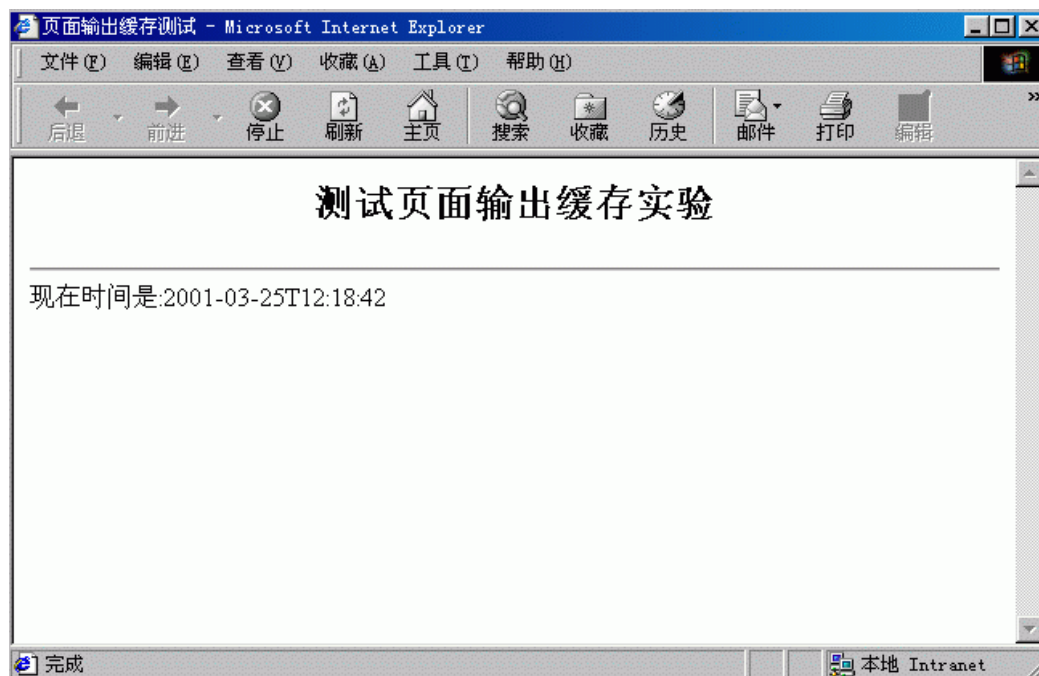 页面输出缓存测试 - Microsoft Internet Explorer
文件(F) 编辑(E) 查看(V) 收藏(A) 工具(T) 帮助(H)
后退 前进 停止 刷新 主页 搜索 收藏 历史 邮件 打印 编辑 »
测试页面输出缓存实验
现在时间是:2001-03-25T12:18:42
完成 本地 Intranet